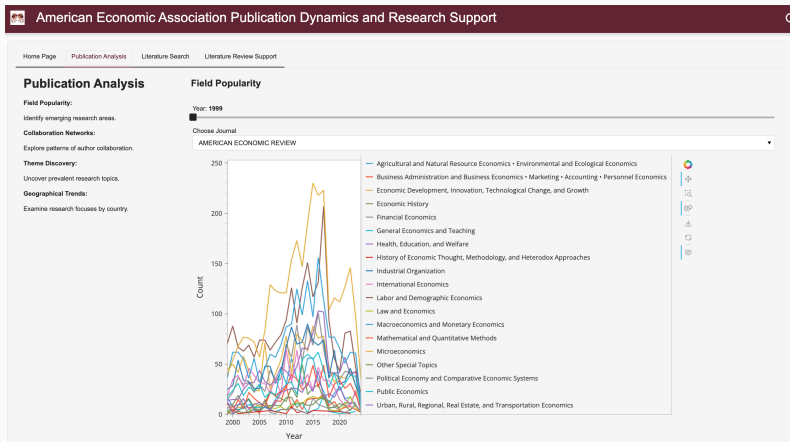 American Economic Association Publication Dynamics and Research Support
Home Page
Publication Analysis
Literature Search
Literature Review Support
Publication Analysis
Field Popularity:
Identify emerging research areas.
Collaboration Networks:
Explore patterns of author collaboration.
Theme Discovery:
Uncover prevalent research topics.
Geographical Trends:
Examine research focuses by country.
Field Popularity
Year: 1999
Choose Journal
AMERICAN ECONOMIC REVIEW
250
200
150
100
50
0
Count
2000
2005
2010
2015
2020
Year
Agricultural and Natural Resource Economics • Environmental and Ecological Economics
Business Administration and Business Economics • Marketing • Accounting • Personnel Economics
Economic Development, Innovation, Technological Change, and Growth
Economic History
Financial Economics
General Economics and Teaching
Health, Education, and Welfare
History of Economic Thought, Methodology, and Heterodox Approaches
Industrial Organization
International Economics
Labor and Demographic Economics
Law and Economics
Macroeconomics and Monetary Economics
Mathematical and Quantitative Methods
Microeconomics
Other Special Topics
Political Economy and Comparative Economic Systems
Public Economics
Urban, Rural, Regional, Real Estate, and Transportation Economics